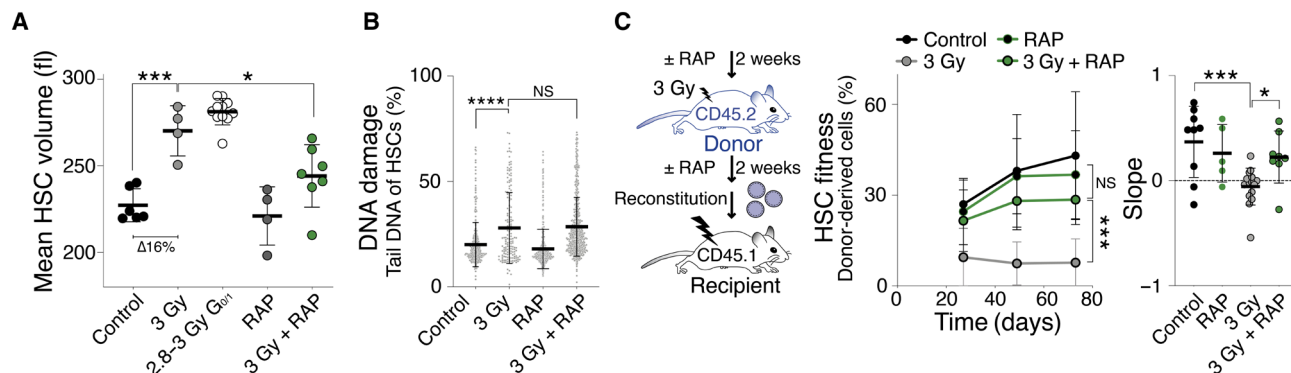 A
Mean HSC volume (fl)
300
250
200
***
*
Δ16%
Control
3 Gy
2.8–3 Gy G0/1
RAP
3 Gy + RAP
B
DNA damage
Tail DNA of HSCs (%)
100
50
0
****
NS
Control
3 Gy
RAP
3 Gy + RAP
C
± RAP
2 weeks
3 Gy
CD45.2
Donor
± RAP
2 weeks
Reconstitution
CD45.1
Recipient
Control
RAP
3 Gy
3 Gy + RAP
HSC fitness
Donor-derived cells (%)
60
30
0
0 20 40 60 80
Time (days)
NS
***
Slope
1
0
−1
***
*
Control
RAP
3 Gy
3 Gy + RAP